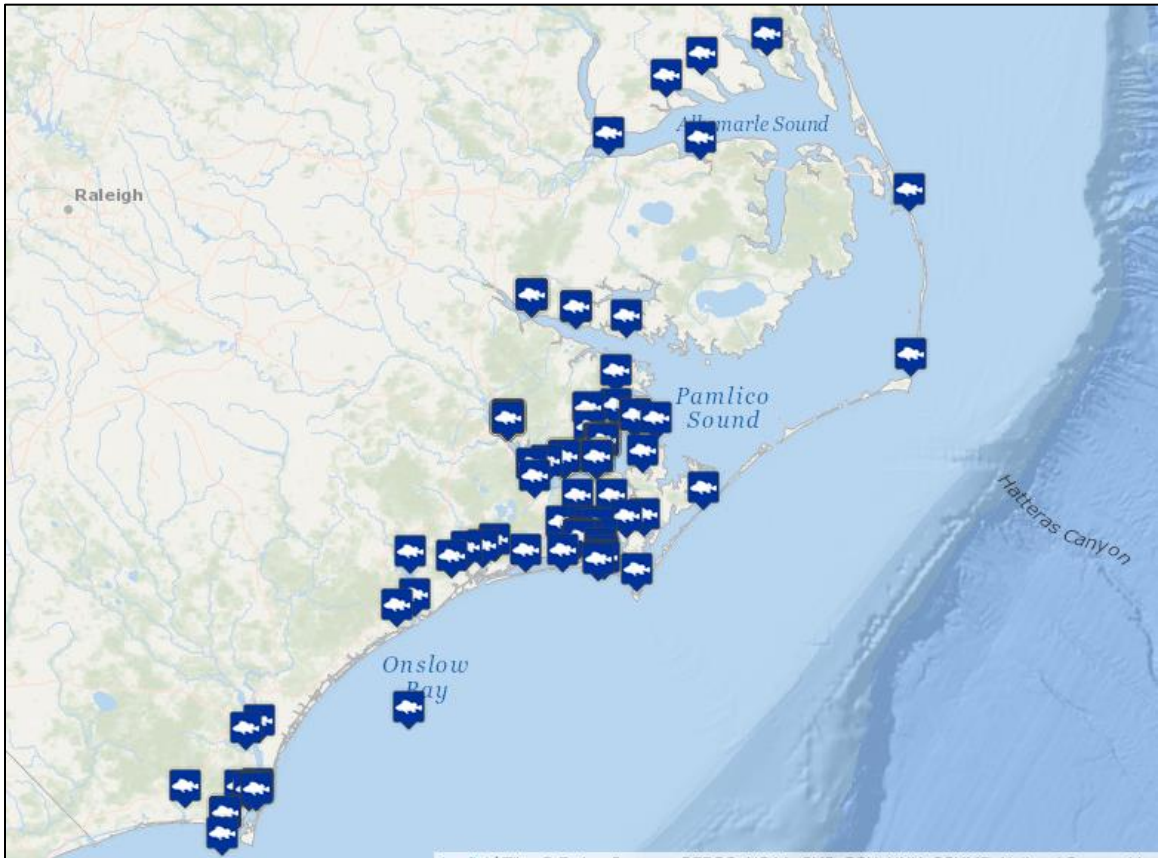 Albemarle Sound
Raleigh
Pamlico
Sound
Hatteras Canyon
Onslow
Bay